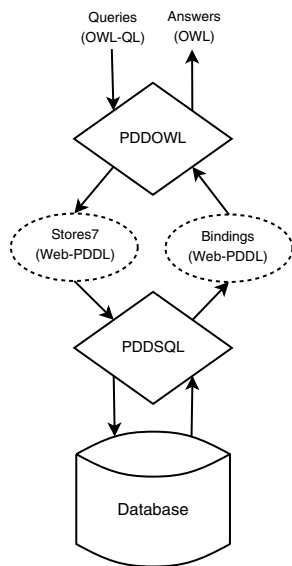 Queries
(OWL-QL)
Answers
(OWL)
PDDOWL
Stores7
(Web-PDDL)
Bindings
(Web-PDDL)
PDDSQL
Database